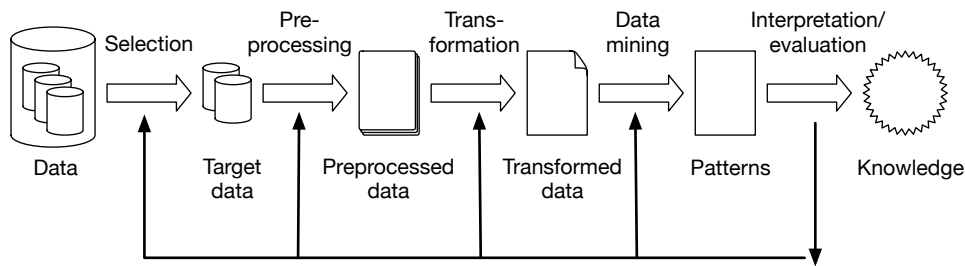 Selection
Pre-
processing
Trans-
formation
Data
mining
Interpretation/
evaluation
Data
Target
data
Preprocessed
data
Transformed
data
Patterns
Knowledge